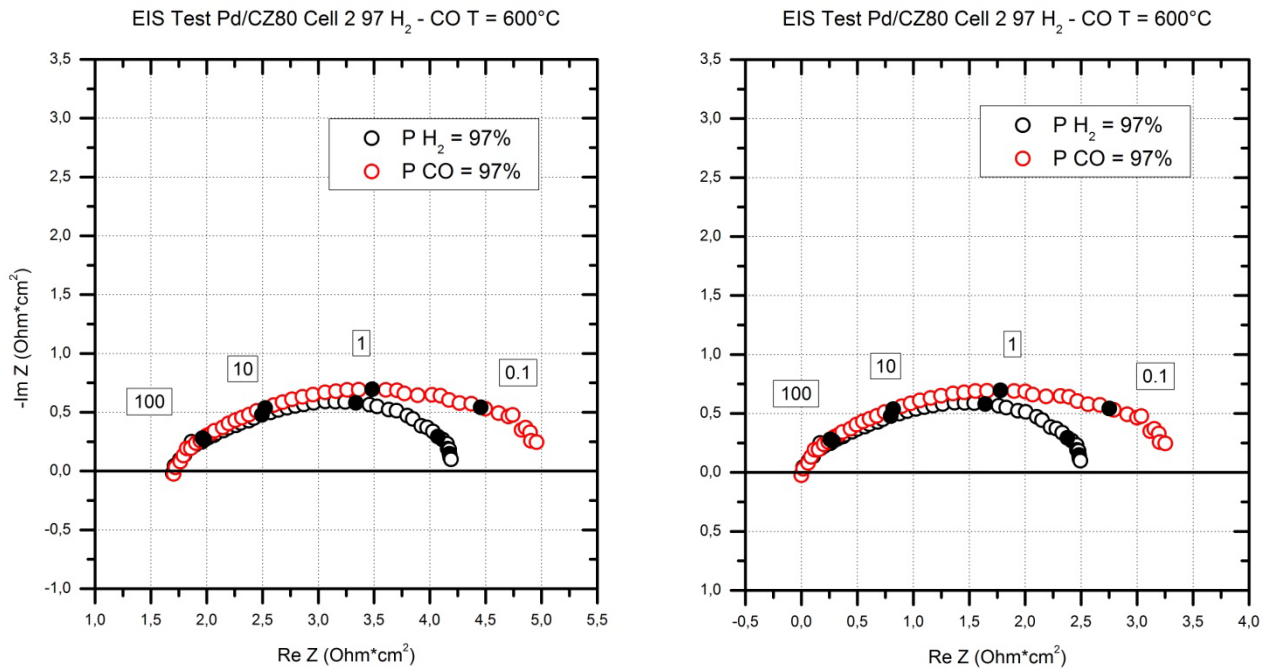 EIS Test Pd/CZ80 Cell 2 97 H₂ - CO T = 600°C
3,5
3,0
2,5
2,0
1,5
1,0
0,5
0,0
-0,5
-1,0
-Im Z (Ohm*cm²)
P H₂ = 97%
P CO = 97%
100
10
1
0.1
1,0 1,5 2,0 2,5 3,0 3,5 4,0 4,5 5,0 5,5
Re Z (Ohm*cm²)
EIS Test Pd/CZ80 Cell 2 97 H₂ - CO T = 600°C
3,5
3,0
2,5
2,0
1,5
1,0
0,5
0,0
0,5
1,0
P H₂ = 97%
P CO = 97%
100
10
1
0.1
-0,5 0,0 0,5 1,0 1,5 2,0 2,5 3,0 3,5 4,0
Re Z (Ohm*cm²)